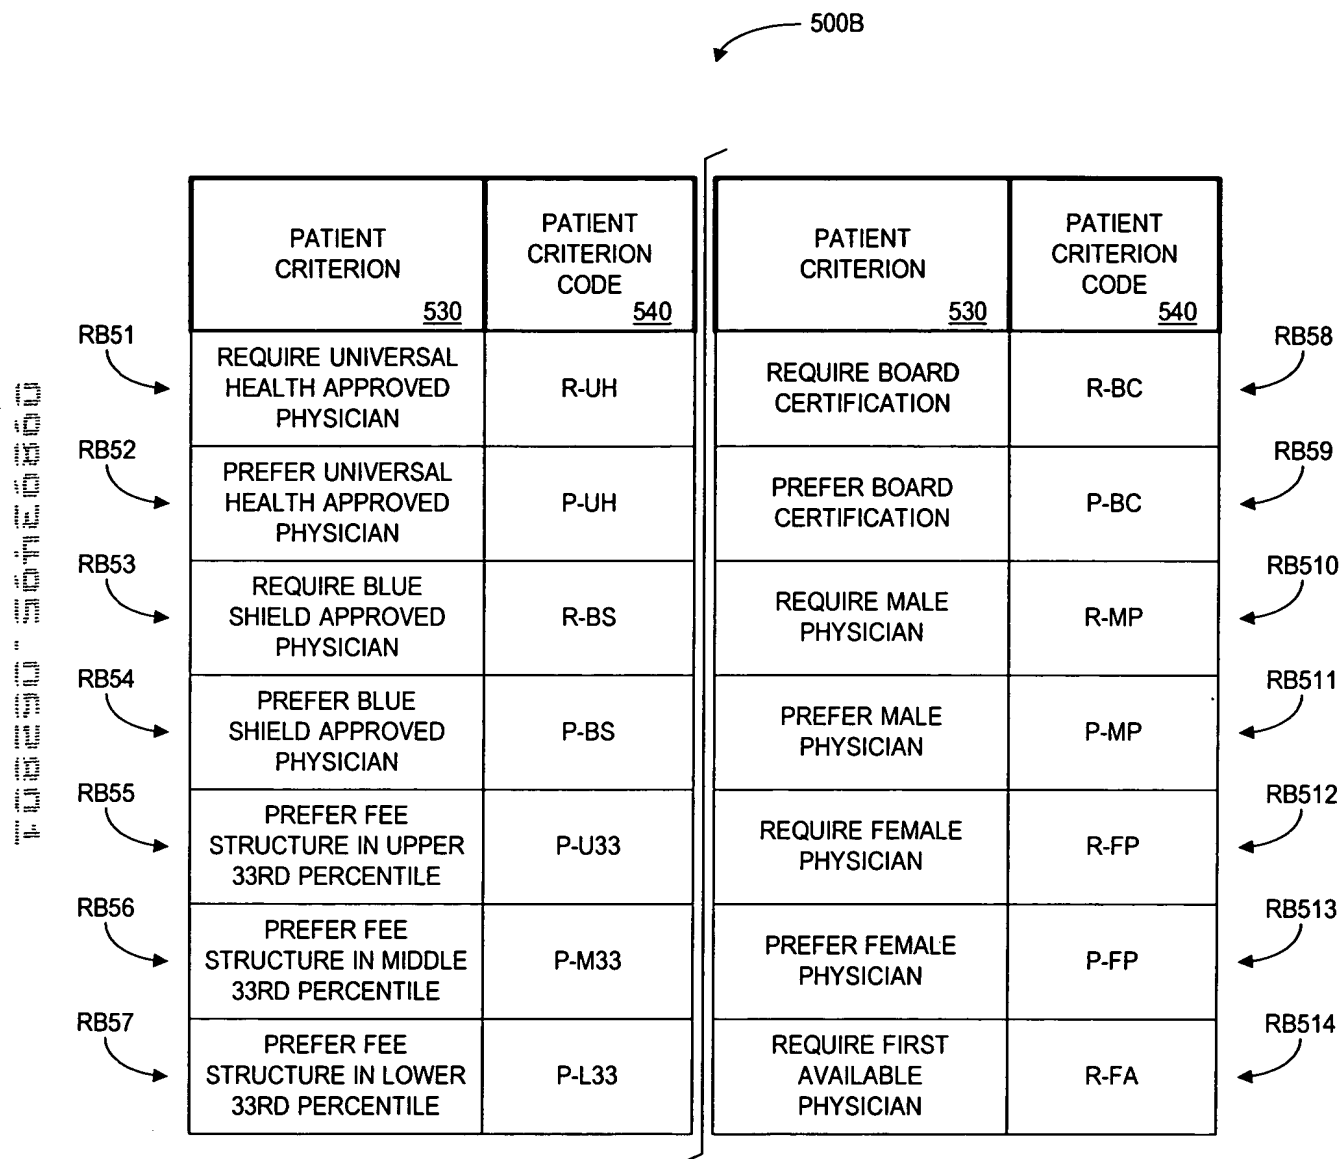 500B
PATIENT
CRITERION
530
PATIENT
CRITERION
CODE
540
PATIENT
CRITERION
530
PATIENT
CRITERION
CODE
540
RB51
REQUIRE UNIVERSAL
HEALTH APPROVED
PHYSICIAN
R-UH
REQUIRE BOARD
CERTIFICATION
R-BC
RB58
RB52
PREFER UNIVERSAL
HEALTH APPROVED
PHYSICIAN
P-UH
PREFER BOARD
CERTIFICATION
P-BC
RB59
RB53
REQUIRE BLUE
SHIELD APPROVED
PHYSICIAN
R-BS
REQUIRE MALE
PHYSICIAN
R-MP
RB510
RB54
PREFER BLUE
SHIELD APPROVED
PHYSICIAN
P-BS
PREFER MALE
PHYSICIAN
P-MP
RB511
RB55
PREFER FEE
STRUCTURE IN UPPER
33RD PERCENTILE
P-U33
REQUIRE FEMALE
PHYSICIAN
R-FP
RB512
RB56
PREFER FEE
STRUCTURE IN MIDDLE
33RD PERCENTILE
P-M33
PREFER FEMALE
PHYSICIAN
P-FP
RB513
RB57
PREFER FEE
STRUCTURE IN LOWER
33RD PERCENTILE
P-L33
REQUIRE FIRST
AVAILABLE
PHYSICIAN
R-FA
RB514